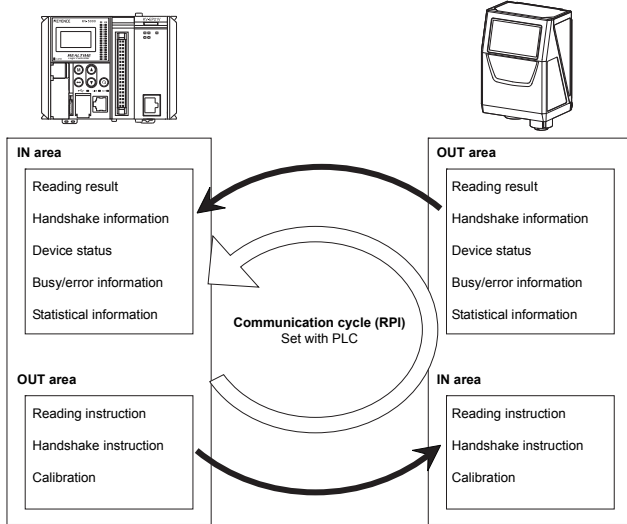 KEYENCE
IN area
Reading result
Handshake information
Device status
Busy/error information
Statistical information
OUT area
Reading instruction
Handshake instruction
Calibration
Communication cycle (RPI)
Set with PLC
OUT area
Reading result
Handshake information
Device status
Busy/error information
Statistical information
IN area
Reading instruction
Handshake instruction
Calibration